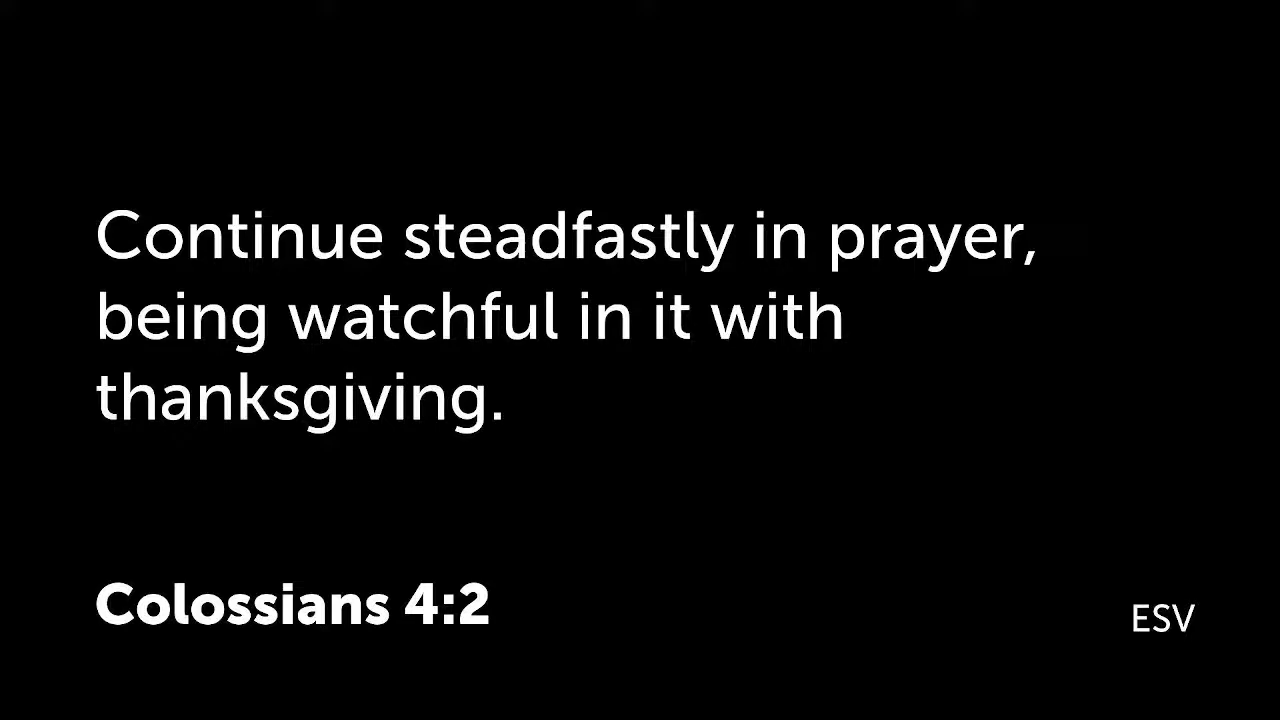 Continue steadfastly in prayer,
being watchful in it with
thanksgiving.
Colossians 4:2
ESV